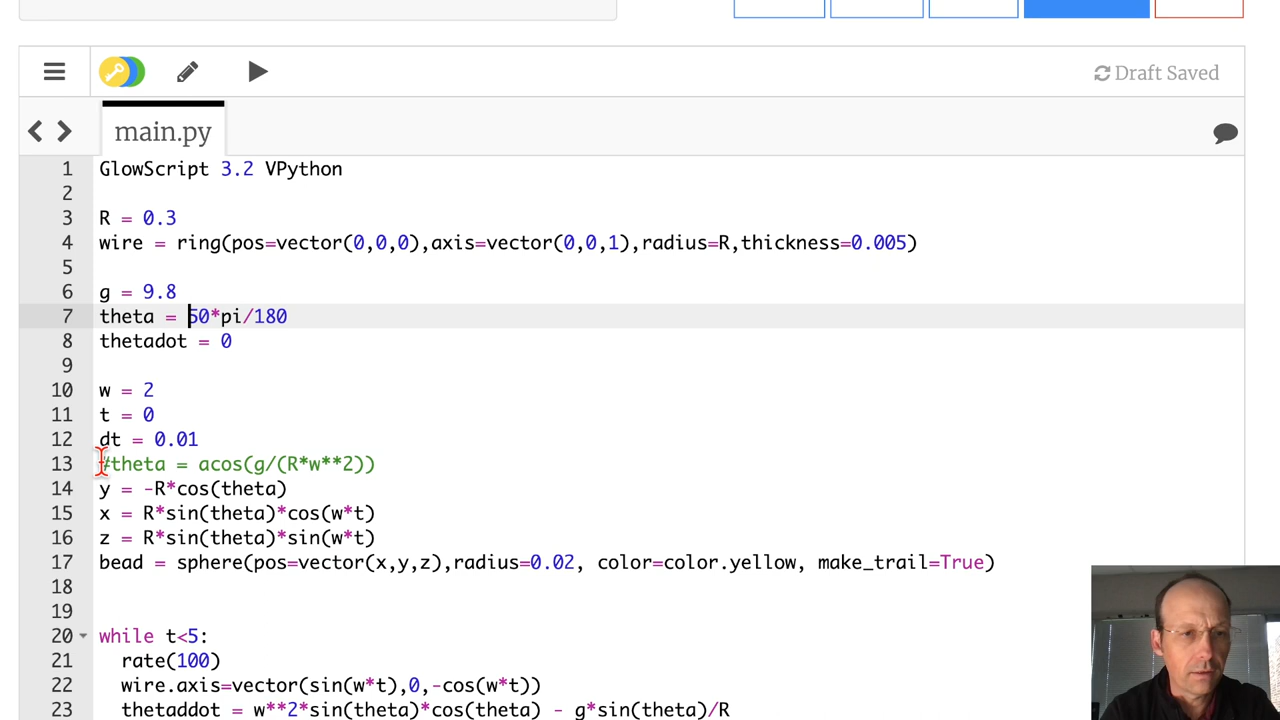 Draft Saved
main.py
1 GlowScript 3.2 VPython
2
3 R = 0.3
4 wire = ring(pos=vector(0,0,0),axis=vector(0,0,1),radius=R,thickness=0.005)
5
6 g = 9.8
7 theta = 50*pi/180
8 thetadot = 0
9
10 w = 2
11 t = 0
12 dt = 0.01
13 #theta = acos(g/(R*w**2))
14 y = -R*cos(theta)
15 x = R*sin(theta)*cos(w*t)
16 z = R*sin(theta)*sin(w*t)
17 bead = sphere(pos=vector(x,y,z),radius=0.02, color=color.yellow, make_trail=True)
18
19
20 while t<5:
21 rate(100)
22 wire.axis=vector(sin(w*t),0,-cos(w*t))
23 thetaddot = w**2*sin(theta)*cos(theta) - g*sin(theta)/R